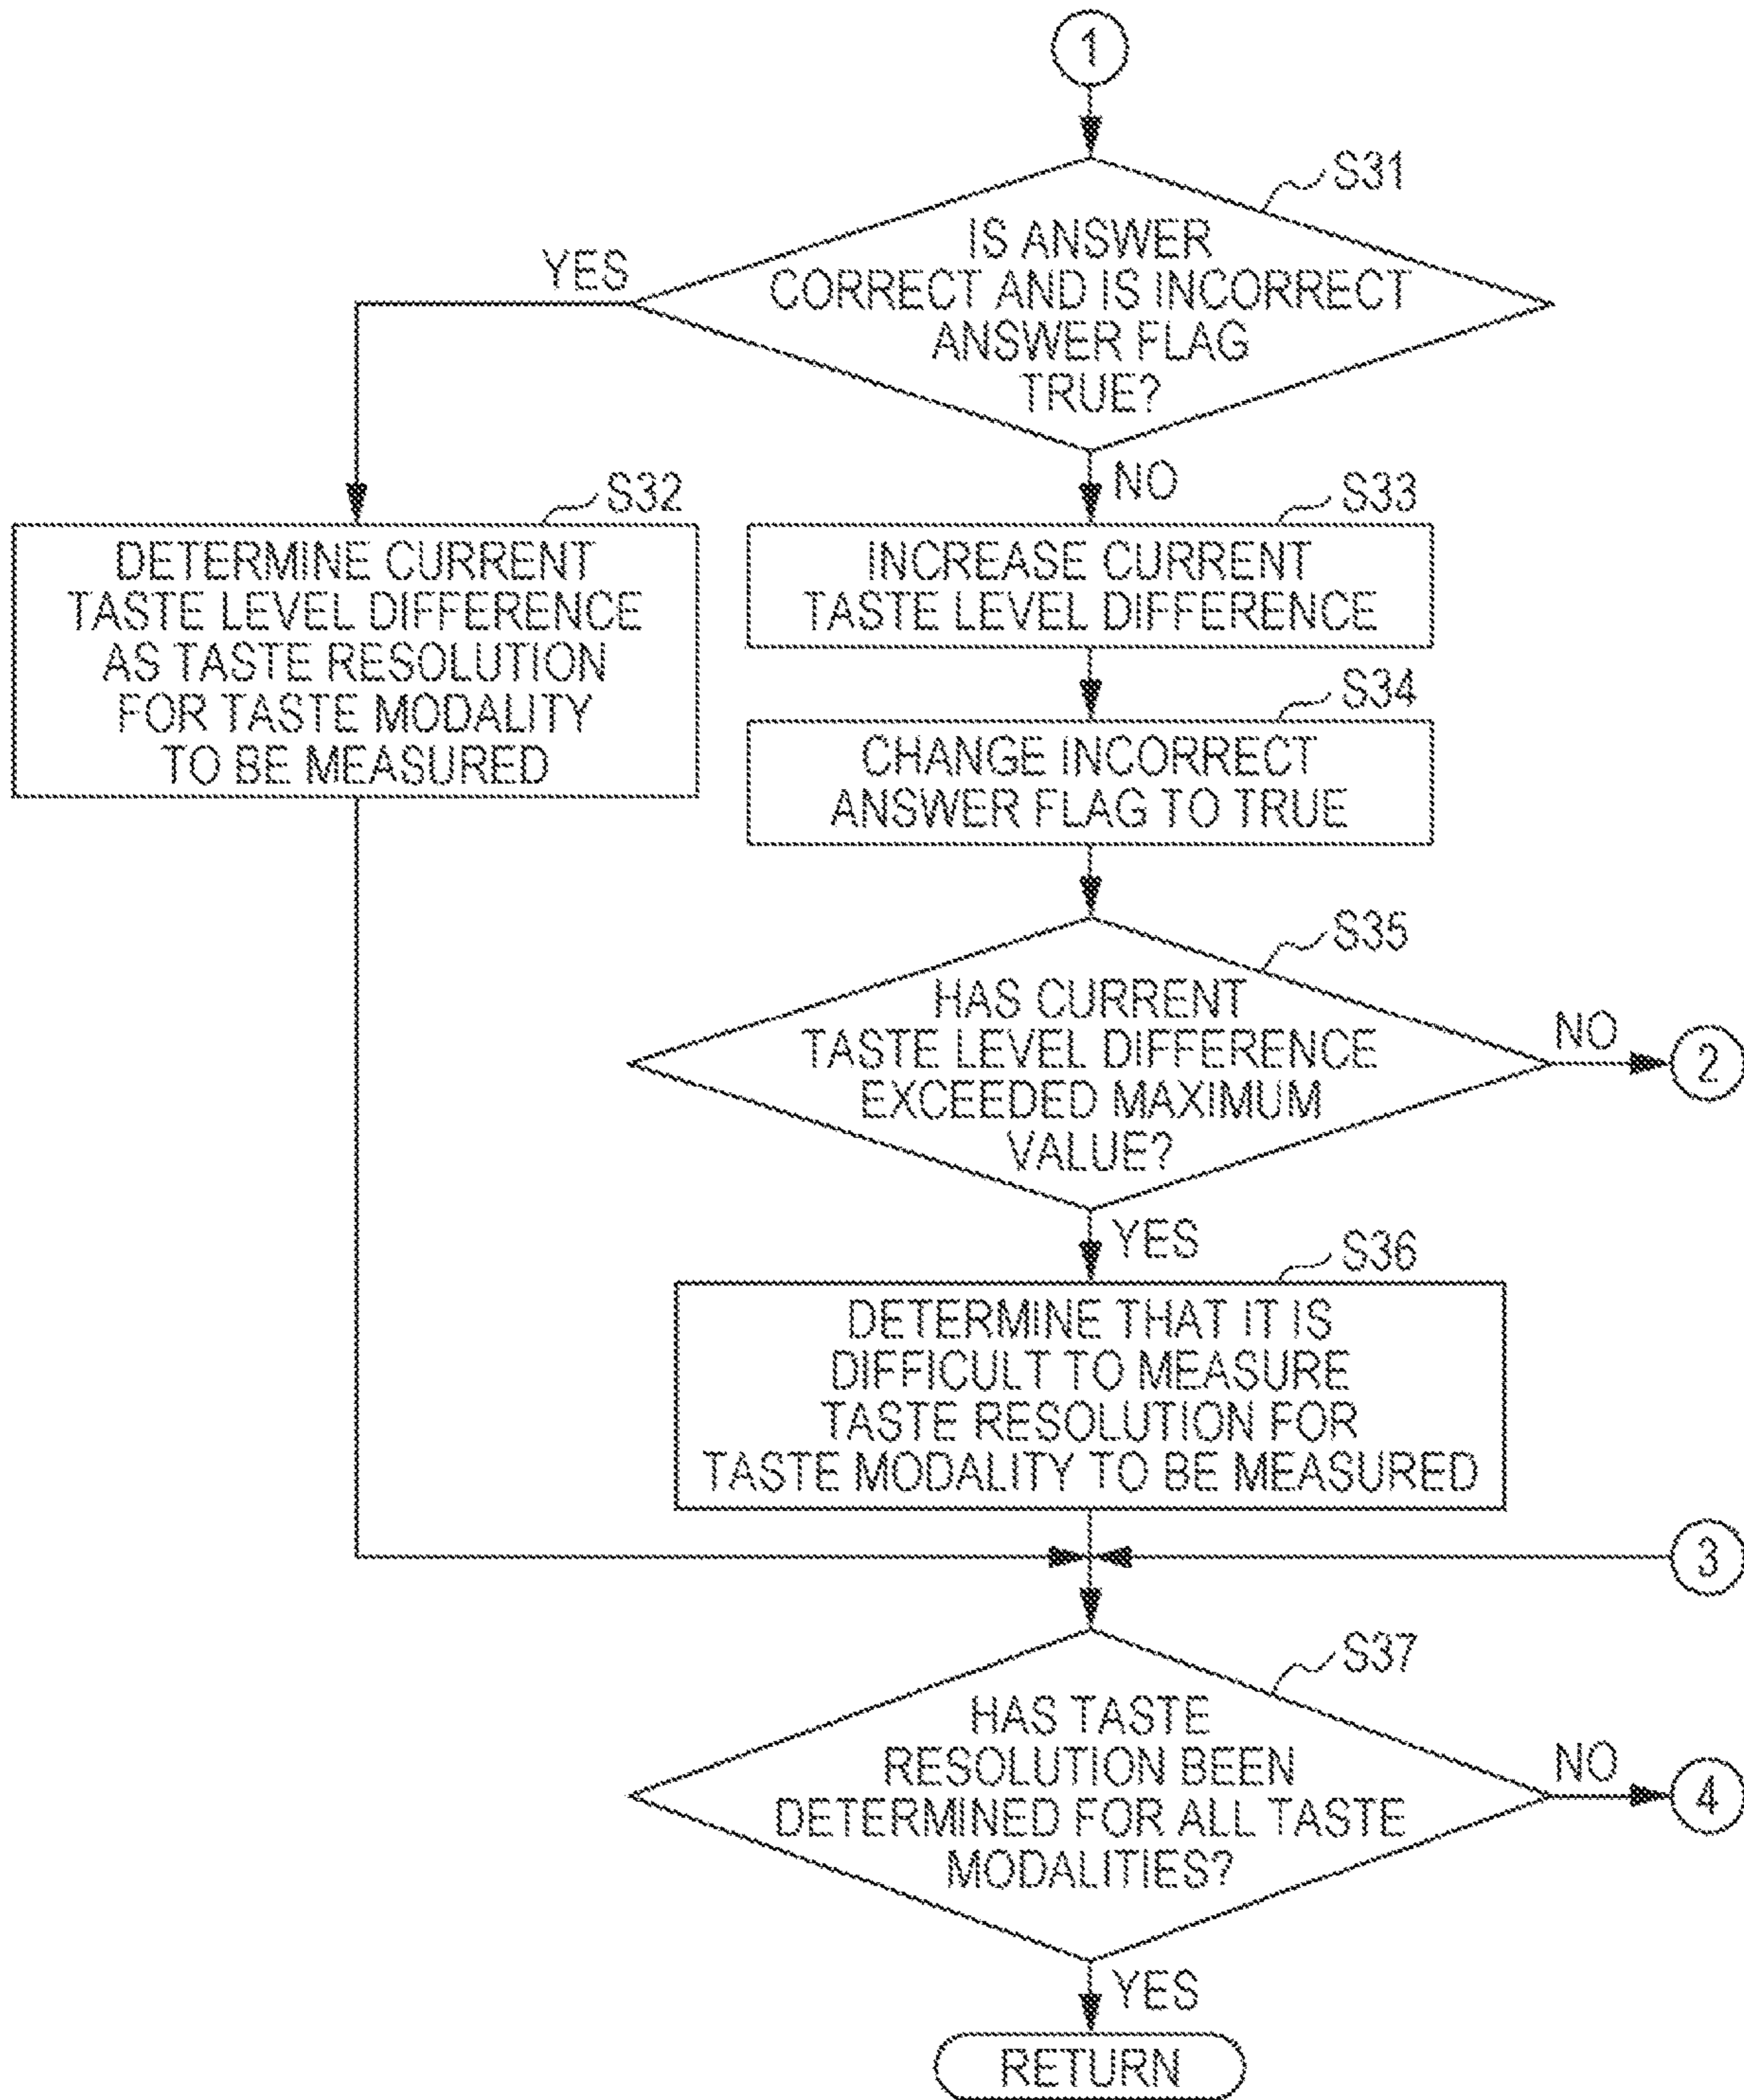 1
S31
IS ANSWER
CORRECT AND IS INCORRECT
ANSWER FLAG
TRUE?
YES
NO
S32
DETERMINE CURRENT
TASTE LEVEL DIFFERENCE
AS TASTE RESOLUTION
FOR TASTE MODALITY
TO BE MEASURED
S33
INCREASE CURRENT
TASTE LEVEL DIFFERENCE
S34
CHANGE INCORRECT
ANSWER FLAG TO TRUE
S35
HAS CURRENT
TASTE LEVEL DIFFERENCE
EXCEEDED MAXIMUM
VALUE?
NO
2
YES
S36
DETERMINE THAT IT IS
DIFFICULT TO MEASURE
TASTE RESOLUTION FOR
TASTE MODALITY TO BE MEASURED
3
S37
HAS TASTE
RESOLUTION BEEN
DETERMINED FOR ALL TASTE
MODALITIES?
NO
4
YES
RETURN